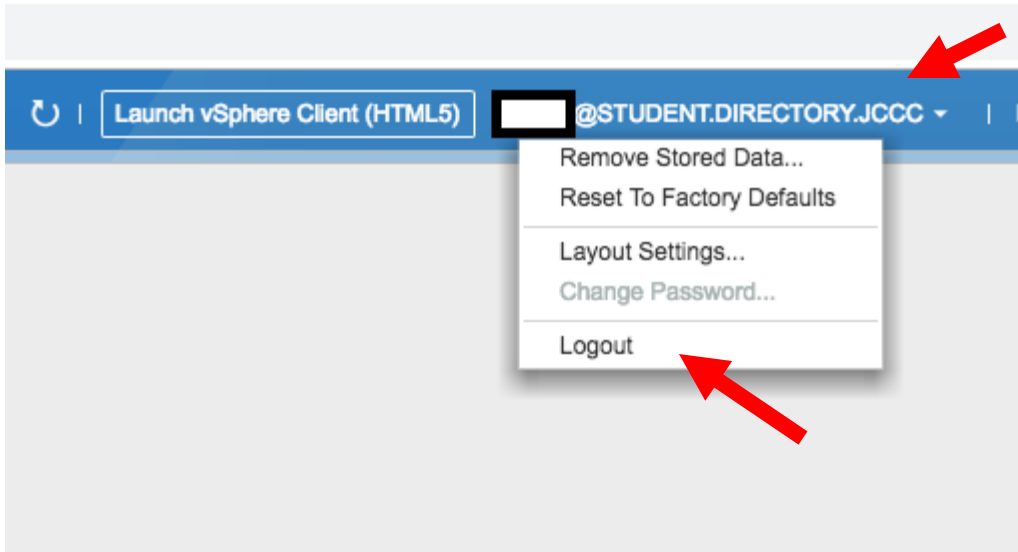 Launch vSphere Client (HTML5)
@STUDENT.DIRECTORY.JCCC
Remove Stored Data...
Reset To Factory Defaults
Layout Settings...
Change Password...
Logout